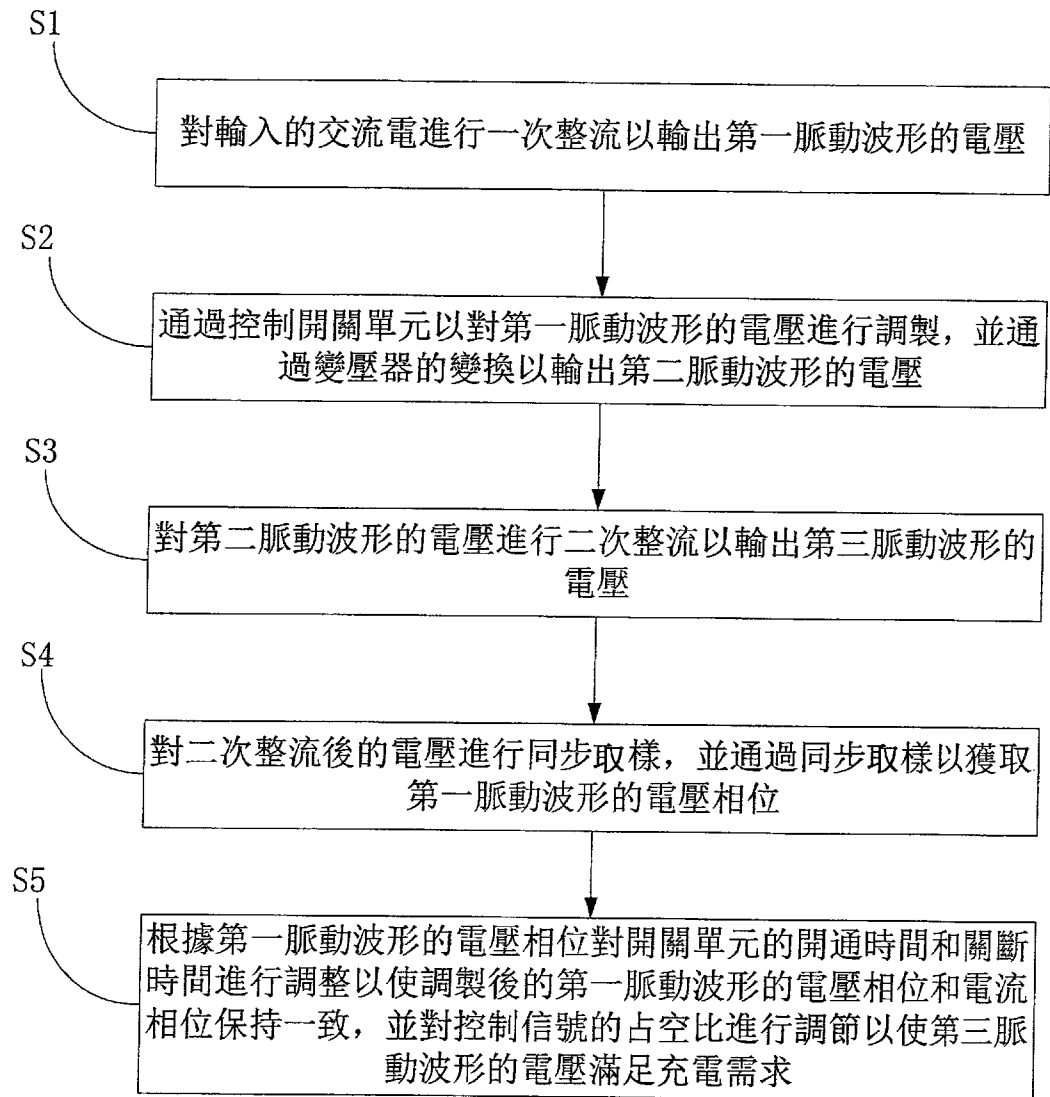 S1
對輸入的交流電進行一次整流以輸出第一脈動波形的電壓
S2
通過控制開關單元以對第一脈動波形的電壓進行調製，並通
過變壓器的變換以輸出第二脈動波形的電壓
S3
對第二脈動波形的電壓進行二次整流以輸出第三脈動波形的
電壓
S4
對二次整流後的電壓進行同步取樣，並通過同步取樣以獲取
第一脈動波形的電壓相位
S5
根據第一脈動波形的電壓相位對開關單元的開通時間和關斷
時間進行調整以使調製後的第一脈動波形的電壓相位和電流
相位保持一致，並對控制信號的占空比進行調節以使第三脈
動波形的電壓滿足充電需求